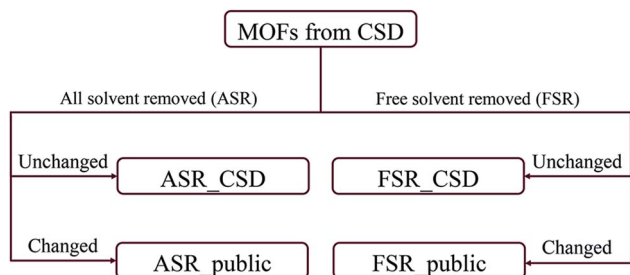 MOFs from CSD
All solvent removed (ASR)
Free solvent removed (FSR)
Unchanged
ASR_CSD
FSR_CSD
Unchanged
Changed
ASR_public
FSR_public
Changed